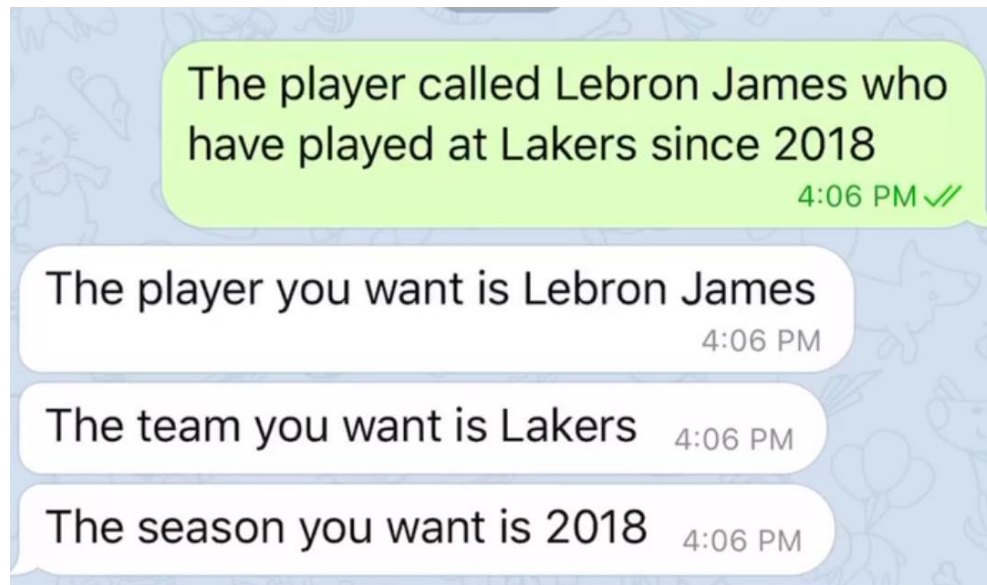 The player called Lebron James who
have played at Lakers since 2018
4:06 PM
The player you want is Lebron James
4:06 PM
The team you want is Lakers 4:06 PM
The season you want is 2018 4:06 PM